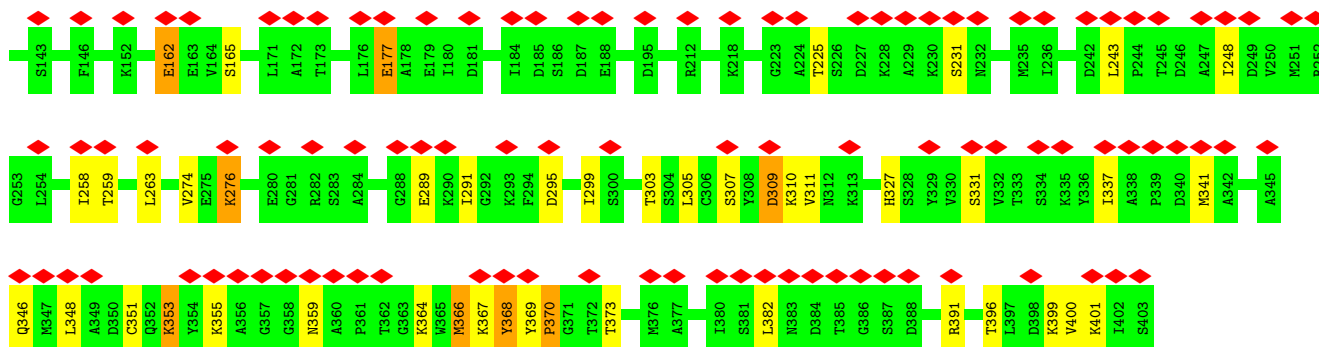 S143 F146 K152 E162 E163 V164 S165 L171 A172 T173 L176 E177 A178 E179 I180 D181 I184 D185 S186 D187 E188 D195 R212 K218 G223 A224 T225 S226 D227 K228 A229 K230 S231 N232 M235 I236 D242 L243 P244 T245 D246 A247 I248 D249 V250 M251
G253 L254 I258 T259 L263 V274 E275 K276 E280 G281 R282 S283 A284 G288 E289 K290 I291 G292 K293 F294 D295 I299 S300 T303 S304 L305 C306 S307 Y308 D309 K310 V311 N312 K313 H327 S328 Y329 V330 S331 V332 T333 S334 K335 Y336 I337 A338 P339 D340 M341 A342 A345
Q346 M347 L348 A349 D350 C351 Q352 K353 Y354 K355 A356 G357 G358 N359 A360 P361 T362 G363 K364 W365 M366 K367 Y368 Y369 P370 G371 T372 T373 M376 A377 I380 S381 L382 N383 D384 T385 G386 S387 D388 R391 T396 L397 D398 K399 V400 K401 I402 S403